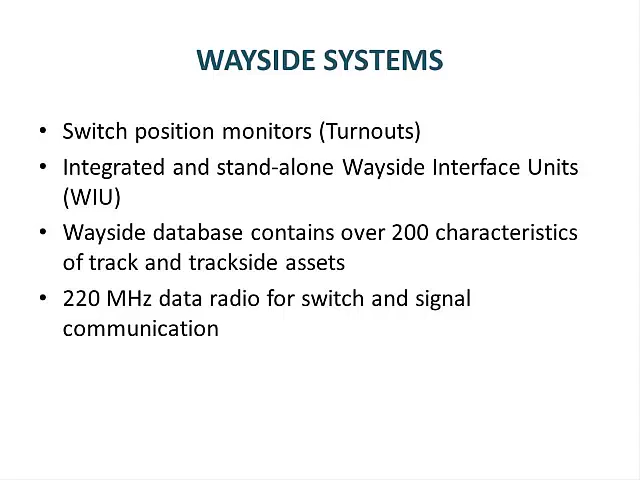 WAYSIDE SYSTEMS
• Switch position monitors (Turnouts)
• Integrated and stand-alone Wayside Interface Units
(WIU)
• Wayside database contains over 200 characteristics
of track and trackside assets
• 220 MHz data radio for switch and signal
communication